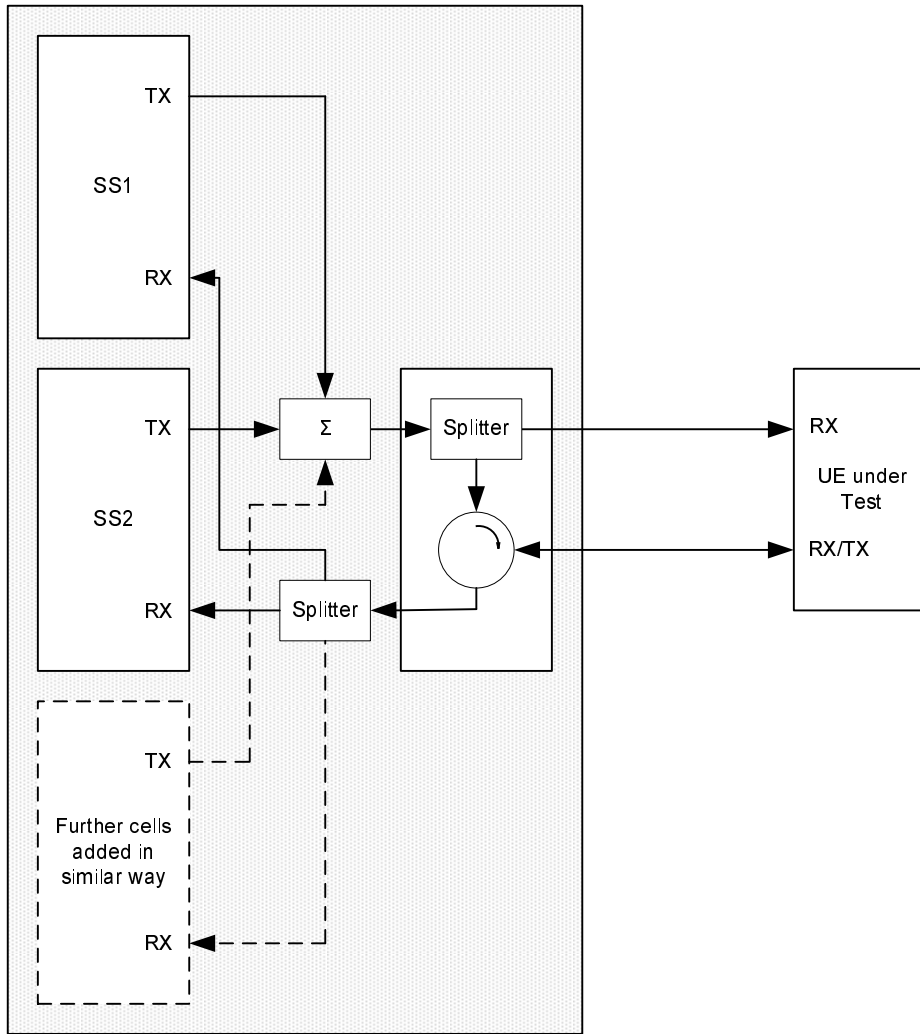 TX
SS1
RX
TX
SS2
RX
Σ
Splitter
Splitter
RX
UE under
Test
RX/TX
TX
Further cells
added in
similar way
RX